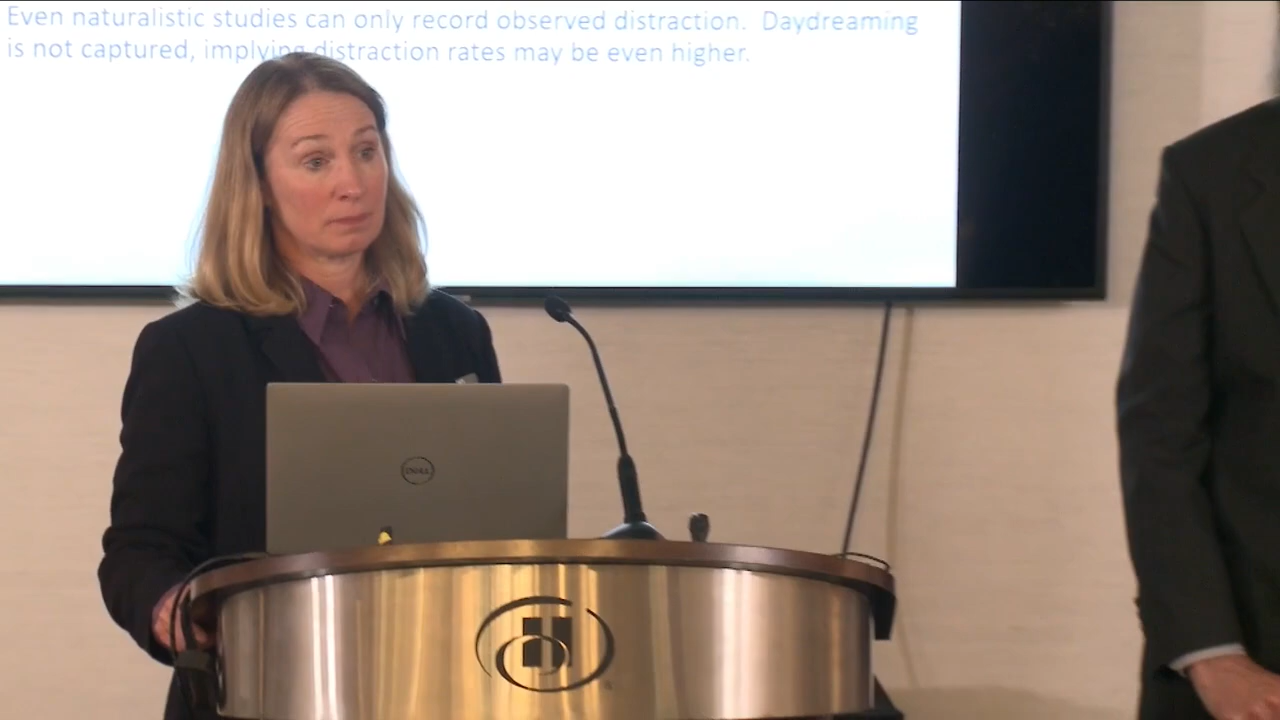 Even naturalistic studies can only record observed distraction. Daydreaming
is not captured, implying distraction rates may be even higher.
DELL